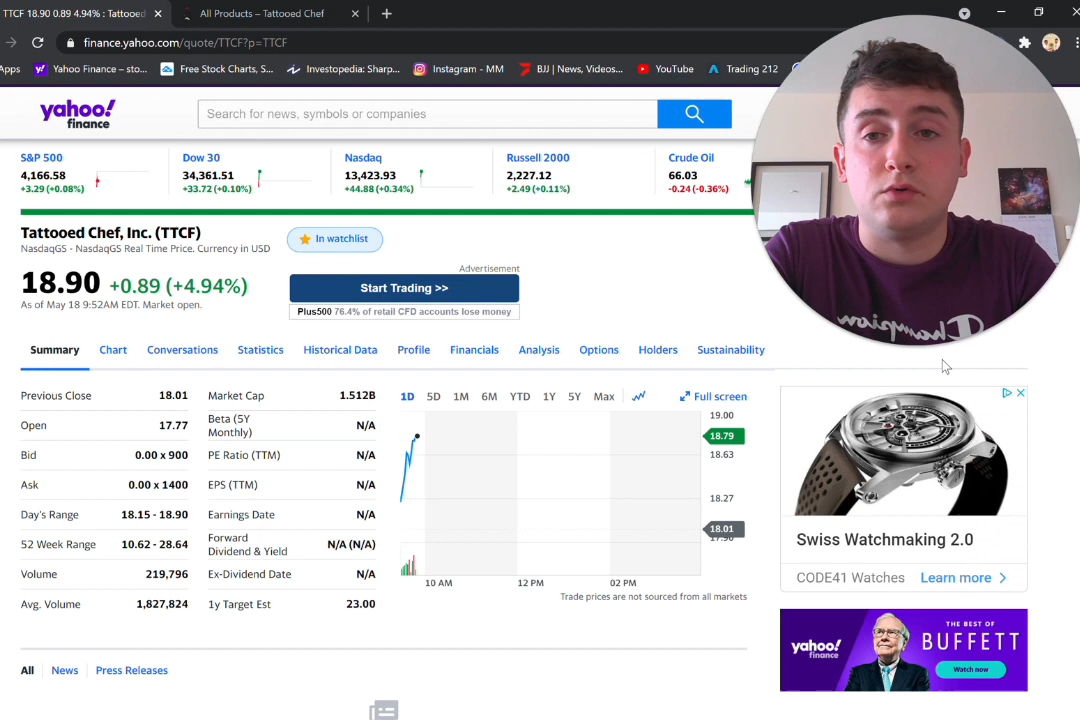 TTCF 18.90 0.89 4.94% : Tattooed
All Products – Tattooed Chef
finance.yahoo.com/quote/TTCF?p=TTCF
Apps
Yahoo Finance – sto...
Free Stock Charts, S...
Investopedia: Sharp...
Instagram - MM
BJJ | News, Videos...
YouTube
Trading 212
yahoo!
finance
Search for news, symbols or companies
S&P 500
4,166.58
+3.29 (+0.08%)
Dow 30
34,361.51
+33.72 (+0.10%)
Nasdaq
13,423.93
+44.88 (+0.34%)
Russell 2000
2,227.12
+2.49 (+0.11%)
Crude Oil
66.03
-0.24 (-0.36%)
Tattooed Chef, Inc. (TTCF)
NasdaqGS - NasdaqGS Real Time Price. Currency in USD
In watchlist
18.90 +0.89 (+4.94%)
As of May 18 9:52AM EDT. Market open.
Advertisement
Start Trading >>
Plus500 76.4% of retail CFD accounts lose money
Champion
Summary
Chart
Conversations
Statistics
Historical Data
Profile
Financials
Analysis
Options
Holders
Sustainability
Previous Close 18.01
Open 17.77
Bid 0.00 x 900
Ask 0.00 x 1400
Day's Range 18.15 - 18.90
52 Week Range 10.62 - 28.64
Volume 219,796
Avg. Volume 1,827,824
Market Cap 1.512B
Beta (5Y
Monthly) N/A
PE Ratio (TTM) N/A
EPS (TTM) N/A
Earnings Date N/A
Forward
Dividend & Yield N/A (N/A)
Ex-Dividend Date N/A
1y Target Est 23.00
1D 5D 1M 6M YTD 1Y 5Y Max
Full screen
19.00
18.79
18.63
18.27
18.01
10 AM 12 PM 02 PM
Trade prices are not sourced from all markets
Swiss Watchmaking 2.0
CODE41 Watches
Learn more
yahoo!
finance
THE BEST OF
BUFFETT
Watch now
All
News
Press Releases